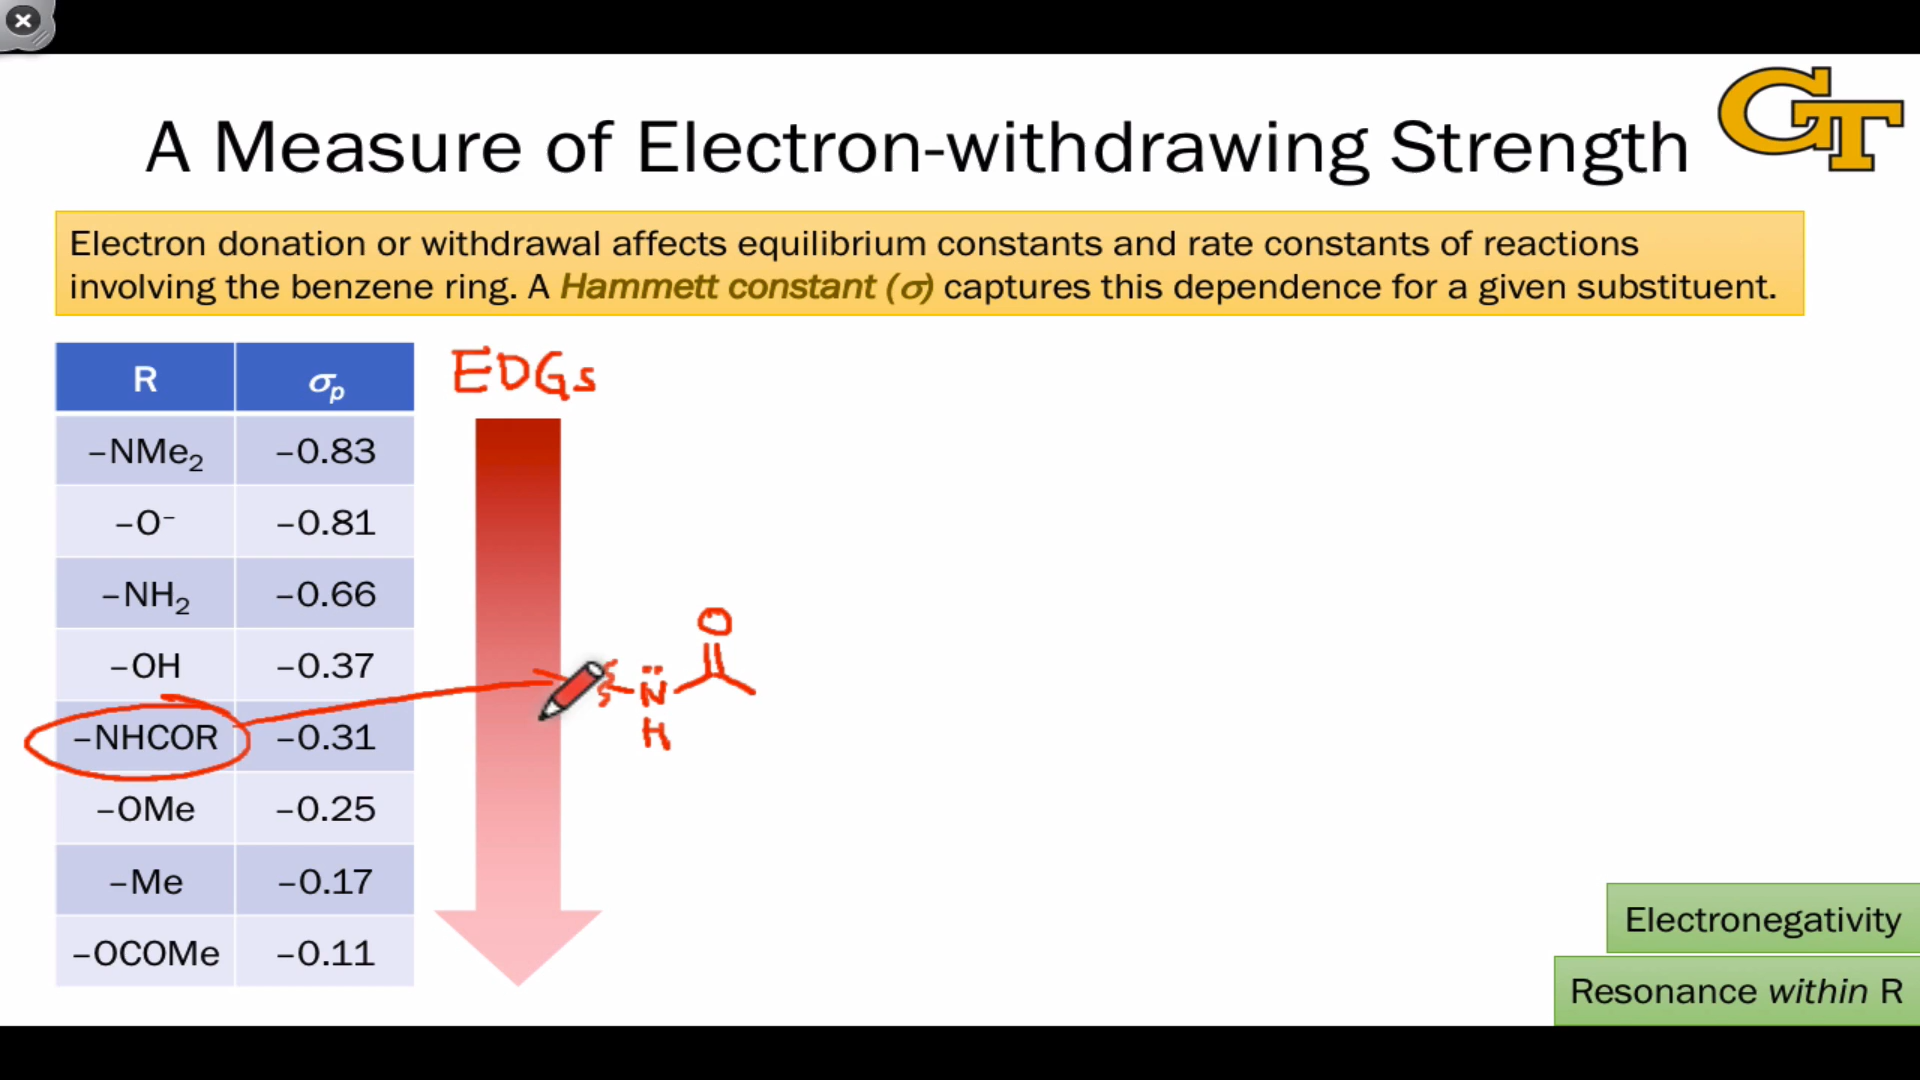 A Measure of Electron-withdrawing Strength
GT
Electron donation or withdrawal affects equilibrium constants and rate constants of reactions
involving the benzene ring. A Hammett constant (σ) captures this dependence for a given substituent.
R σp
EDGs
–NMe₂ –0.83
–O⁻ –0.81
–NH₂ –0.66
O
–OH –0.37
N
H
–NHCOR –0.31
–OMe –0.25
–Me –0.17
–OCOMe –0.11
Electronegativity
Resonance within R